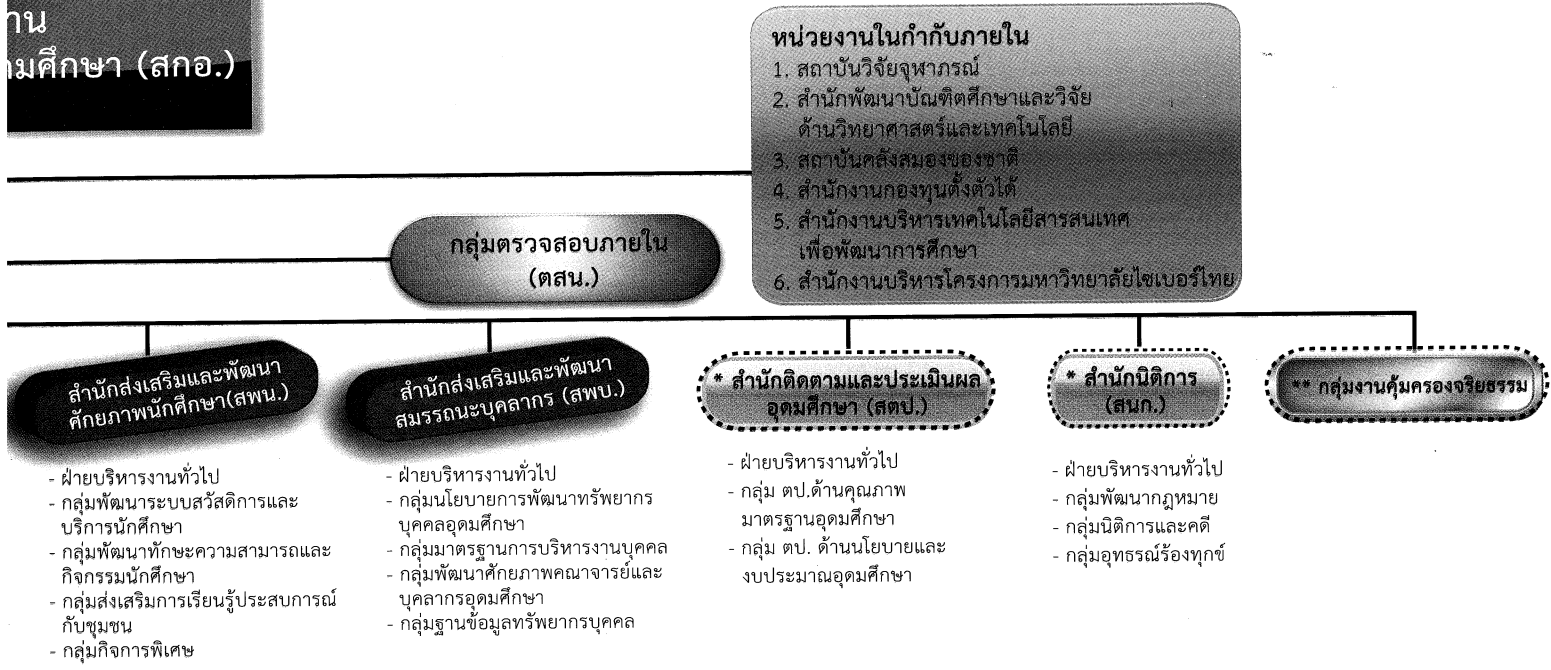 าน
ดมศึกษา (สกอ.)
หน่วยงานในกำกับภายใน
1. สถาบันวิจัยจุฬาภรณ์
2. สำนักพัฒนาบัณฑิตศึกษาและวิจัย
ด้านวิทยาศาสตร์และเทคโนโลยี
3. สถาบันคลังสมองของชาติ
4. สำนักงานกองทุนตั้งตัวได้
5. สำนักงานบริหารเทคโนโลยีสารสนเทศ
เพื่อพัฒนาการศึกษา
6. สำนักงานบริหารโครงการมหาวิทยาลัยไซเบอร์ไทย
กลุ่มตรวจสอบภายใน
(ตสน.)
สำนักส่งเสริมและพัฒนา
ศักยภาพนักศึกษา(สพน.)
- ฝ่ายบริหารงานทั่วไป
- กลุ่มพัฒนาระบบสวัสดิการและ
บริการนักศึกษา
- กลุ่มพัฒนาทักษะความสามารถและ
กิจกรรมนักศึกษา
- กลุ่มส่งเสริมการเรียนรู้ประสบการณ์
กับชุมชน
- กลุ่มกิจการพิเศษ
สำนักส่งเสริมและพัฒนา
สมรรถนะบุคลากร (สพบ.)
- ฝ่ายบริหารงานทั่วไป
- กลุ่มนโยบายการพัฒนาทรัพยากร
บุคคลอุดมศึกษา
- กลุ่มมาตรฐานการบริหารงานบุคคล
- กลุ่มพัฒนาศักยภาพคณาจารย์และ
บุคลากรอุดมศึกษา
- กลุ่มฐานข้อมูลทรัพยากรบุคคล
* สำนักติดตามและประเมินผล
อุดมศึกษา (สตป.)
- ฝ่ายบริหารงานทั่วไป
- กลุ่ม ตป.ด้านคุณภาพ
มาตรฐานอุดมศึกษา
- กลุ่ม ตป. ด้านนโยบายและ
งบประมาณอุดมศึกษา
* สำนักนิติการ
(สนก.)
- ฝ่ายบริหารงานทั่วไป
- กลุ่มพัฒนากฎหมาย
- กลุ่มนิติการและคดี
- กลุ่มอุทธรณ์ร้องทุกข์
** กลุ่มงานคุ้มครองจริยธรรม